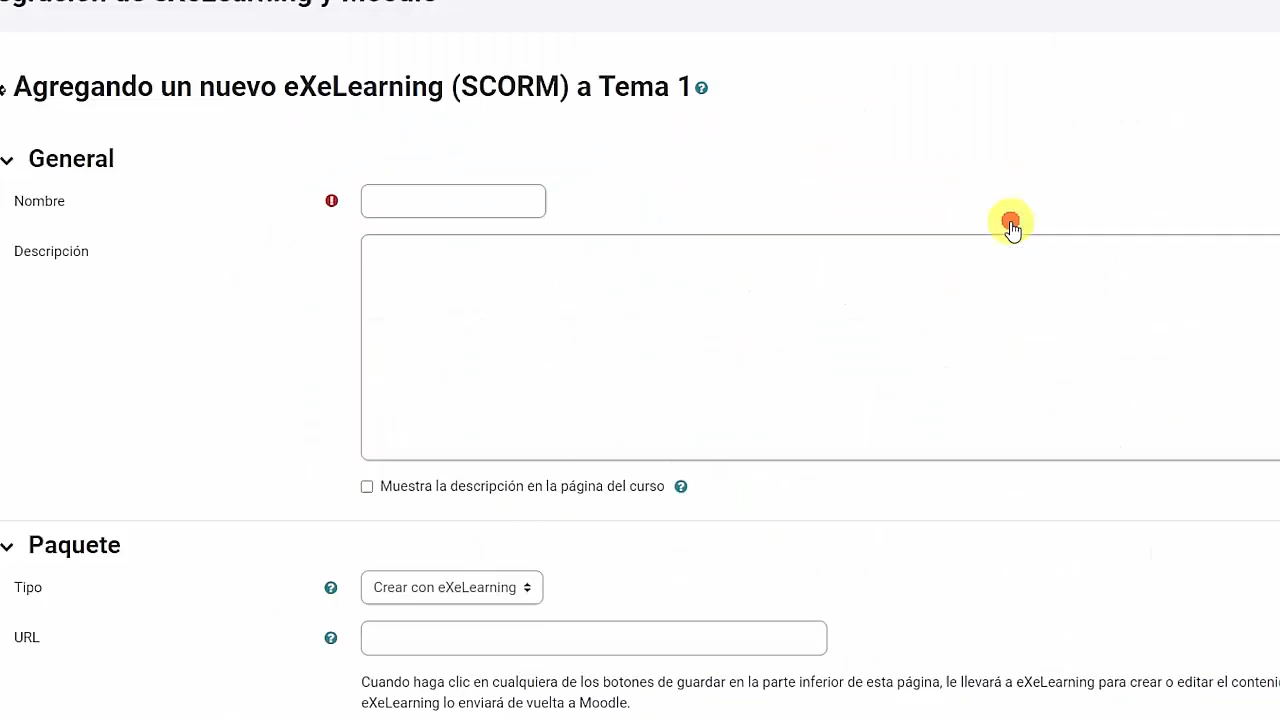 eXeLearning y Moodle
Agregando un nuevo eXeLearning (SCORM) a Tema 1
General
Nombre
Descripción
Muestra la descripción en la página del curso
Paquete
Tipo
Crear con eXeLearning
URL
Cuando haga clic en cualquiera de los botones de guardar en la parte inferior de esta página, le llevará a eXeLearning para crear o editar el
eXeLearning lo enviará de vuelta a Moodle.